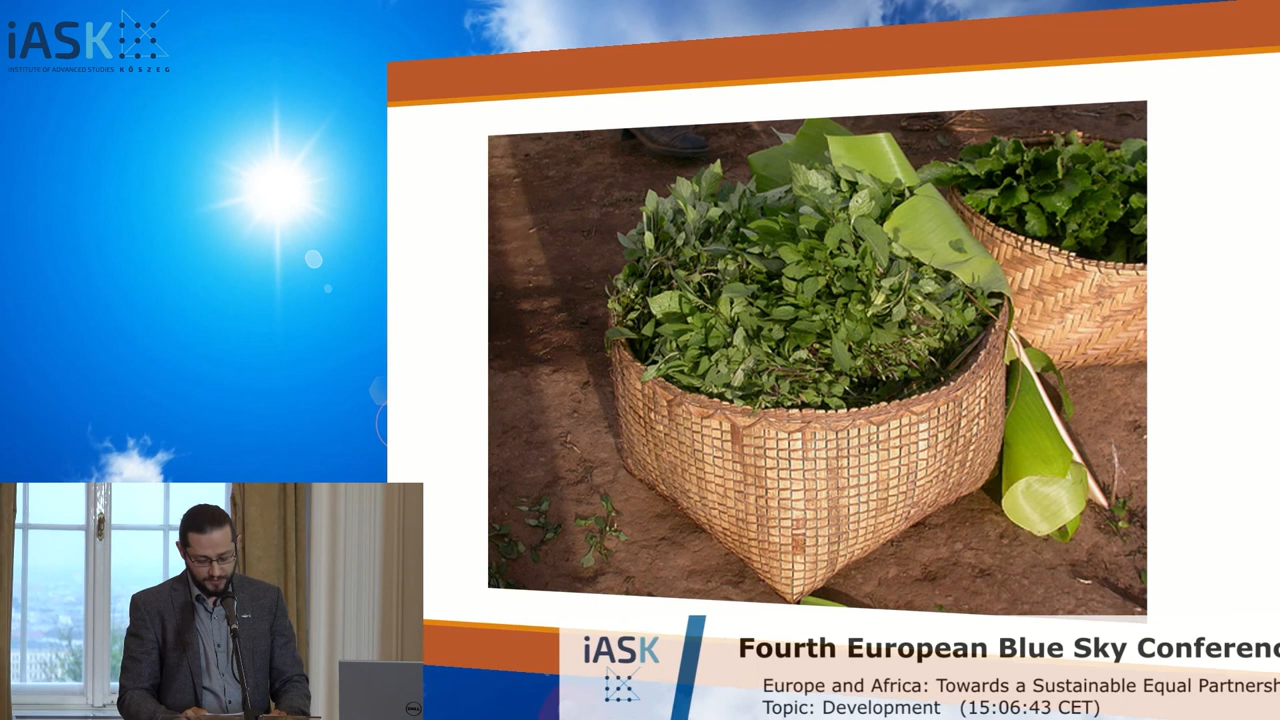 iASK
INSTITUTE OF ADVANCED STUDIES KŐSZEG
DELL
iASK
Fourth European Blue Sky Conferenc
Europe and Africa: Towards a Sustainable Equal Partnersh
Topic: Development (15:06:43 CET)